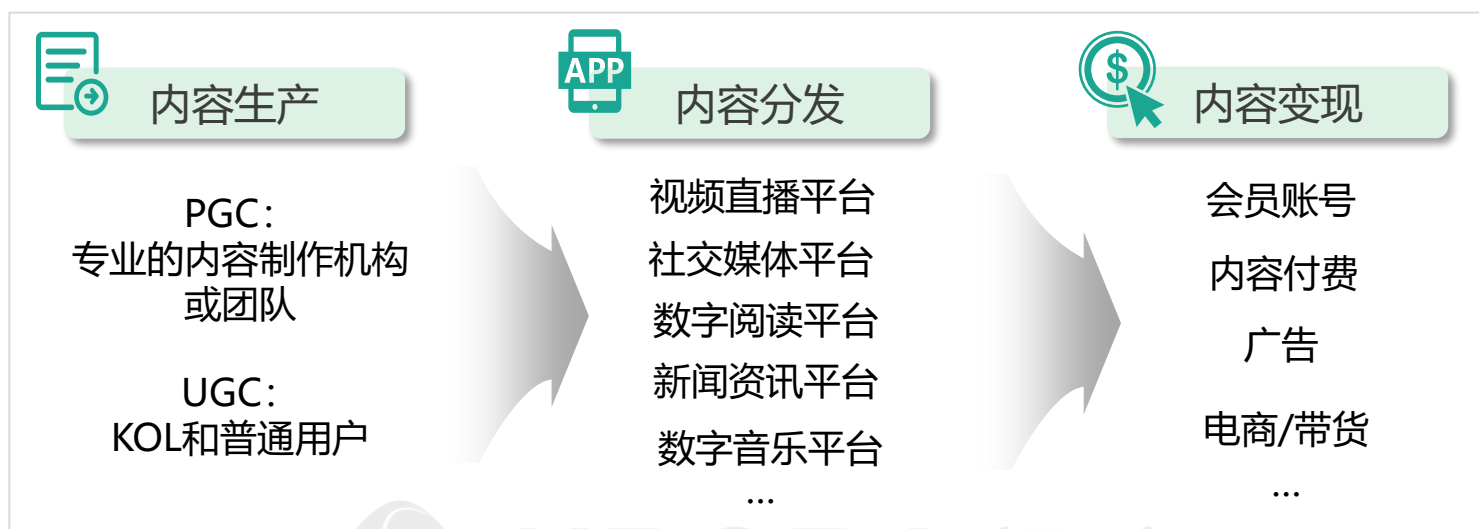 内容生产
PGC：
专业的内容制作机构
或团队
UGC：
KOL和普通用户
APP
内容分发
视频直播平台
社交媒体平台
数字阅读平台
新闻资讯平台
数字音乐平台
…
$
内容变现
会员账号
内容付费
广告
电商/带货
…